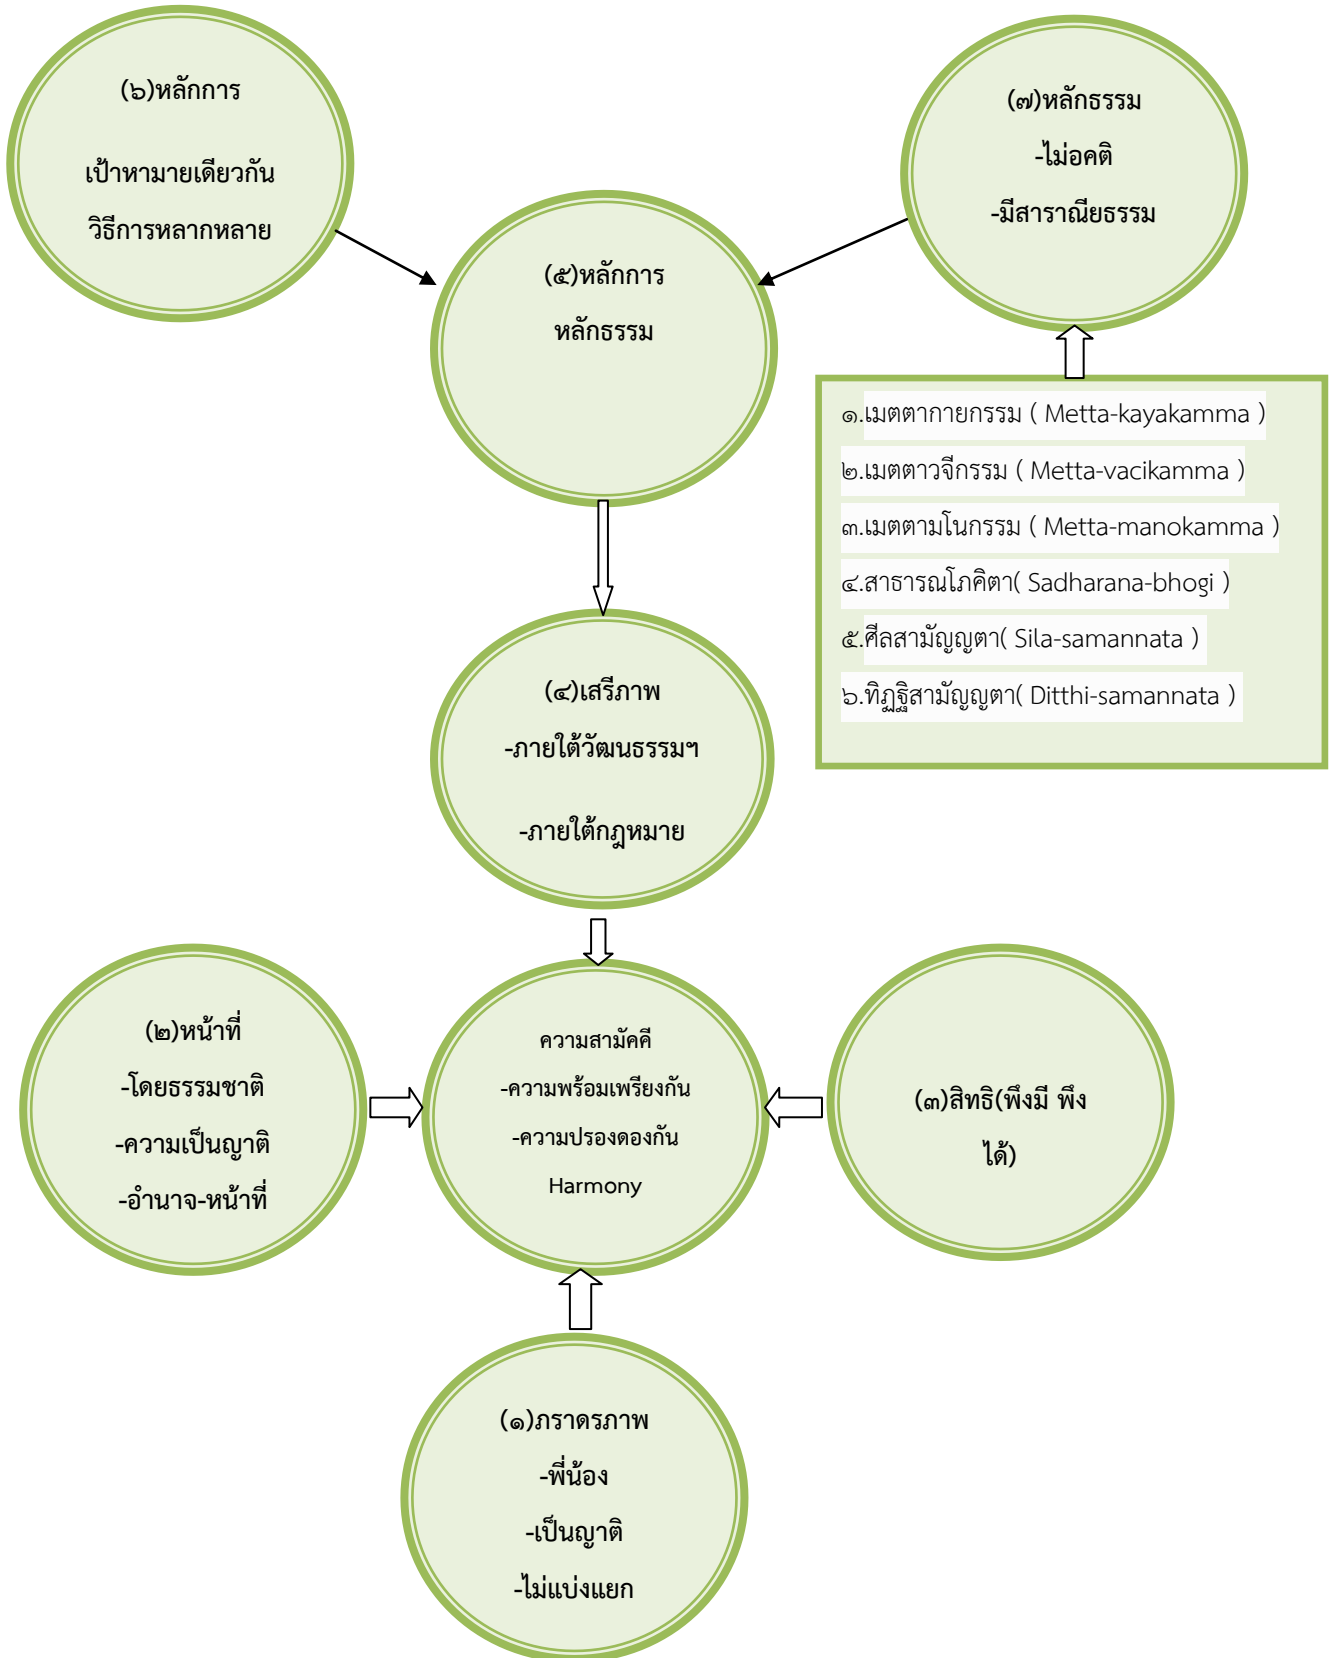 (๖)หลักการ
เป้าหามายเดียวกัน
วิธีการหลากหลาย
(๗)หลักธรรม
-ไม่อคติ
-มีสาราณียธรรม
(๕)หลักการ
หลักธรรม
๑.เมตตากายกรรม ( Metta-kayakamma )
๒.เมตตาวจีกรรม ( Metta-vacikamma )
๓.เมตตามโนกรรม ( Metta-manokamma )
๔.สาธารณโภคิตา( Sadharana-bhogi )
๕.ศีลสามัญญตา( Sila-samannata )
๖.ทิฏฐิสามัญญตา( Ditthi-samannata )
(๔)เสรีภาพ
-ภายใต้วัฒนธรรมฯ
-ภายใต้กฎหมาย
(๒)หน้าที่
-โดยธรรมชาติ
-ความเป็นญาติ
-อำนาจ-หน้าที่
ความสามัคคี
-ความพร้อมเพรียงกัน
-ความปรองดองกัน
Harmony
(๓)สิทธิ(พึงมี พึง
ได้)
(๑)ภราดรภาพ
-พี่น้อง
-เป็นญาติ
-ไม่แบ่งแยก